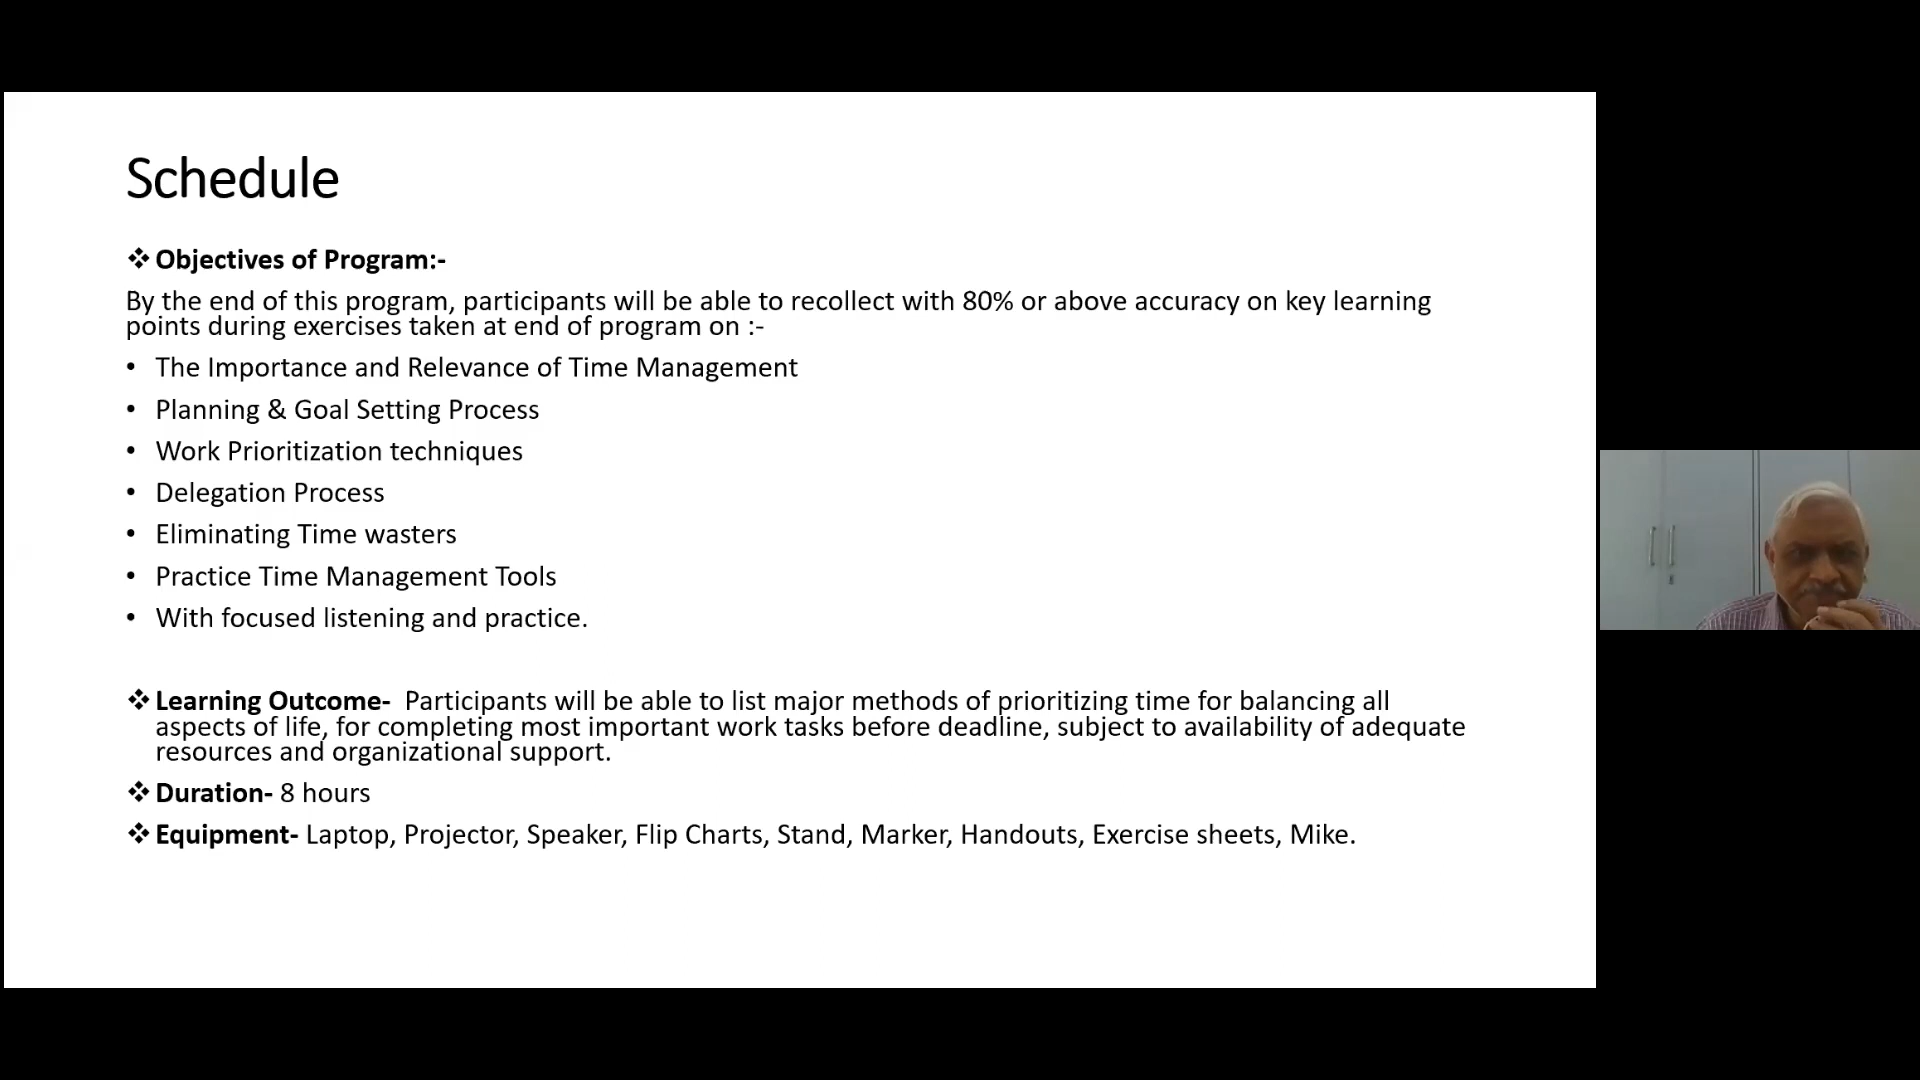 Schedule
❖ Objectives of Program:-
By the end of this program, participants will be able to recollect with 80% or above accuracy on key learning
points during exercises taken at end of program on :-
• The Importance and Relevance of Time Management
• Planning & Goal Setting Process
• Work Prioritization techniques
• Delegation Process
• Eliminating Time wasters
• Practice Time Management Tools
• With focused listening and practice.
❖ Learning Outcome- Participants will be able to list major methods of prioritizing time for balancing all
aspects of life, for completing most important work tasks before deadline, subject to availability of adequate
resources and organizational support.
❖ Duration- 8 hours
❖ Equipment- Laptop, Projector, Speaker, Flip Charts, Stand, Marker, Handouts, Exercise sheets, Mike.